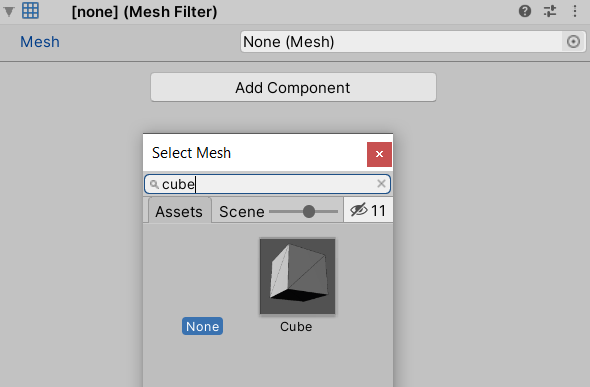 [none] (Mesh Filter)
Mesh None (Mesh)
Add Component
Select Mesh
cube
Assets Scene 11
None Cube